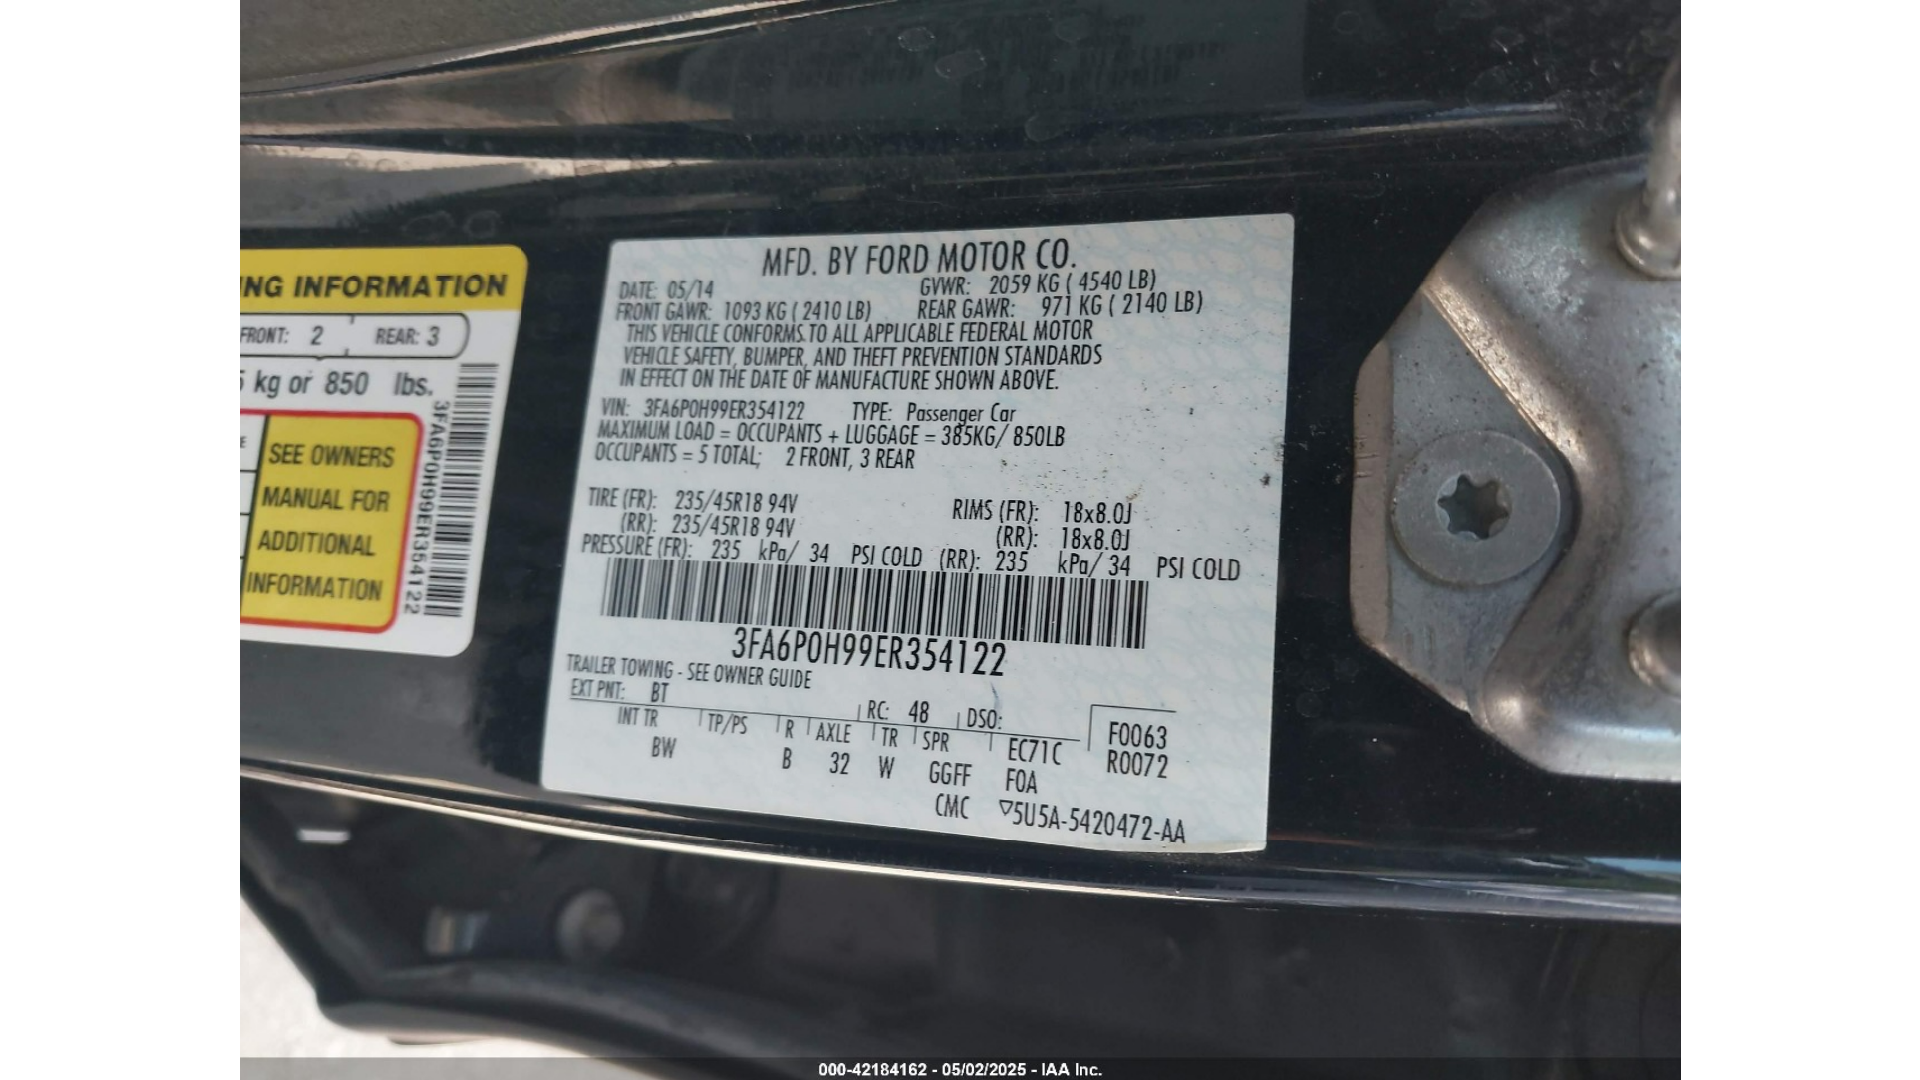 NG INFORMATION
FRONT: 2 REAR: 3
kg or 850 lbs.
SEE OWNERS
MANUAL FOR
ADDITIONAL
INFORMATION
3FA6P0H99ER354122
MFD. BY FORD MOTOR CO.
DATE: 05/14 GVWR: 2059 KG ( 4540 LB)
FRONT GAWR: 1093 KG ( 2410 LB) REAR GAWR: 971 KG ( 2140 LB)
THIS VEHICLE CONFORMS TO ALL APPLICABLE FEDERAL MOTOR
VEHICLE SAFETY, BUMPER, AND THEFT PREVENTION STANDARDS
IN EFFECT ON THE DATE OF MANUFACTURE SHOWN ABOVE.
VIN: 3FA6P0H99ER354122 TYPE: Passenger Car
MAXIMUM LOAD = OCCUPANTS + LUGGAGE = 385KG/ 850LB
OCCUPANTS = 5 TOTAL; 2 FRONT, 3 REAR
TIRE (FR): 235/45R18 94V RIMS (FR): 18x8.0J
(RR): 235/45R18 94V (RR): 18x8.0J
PRESSURE (FR): 235 kPa/ 34 PSI COLD (RR): 235 kPa/ 34 PSI COLD
3FA6P0H99ER354122
TRAILER TOWING - SEE OWNER GUIDE
EXT PNT: BT RC: 48 DSO: F0063
INT TR TP/PS R AXLE TR SPR EC71C R0072
BW B 32 W GGFF F0A
CMC ▽5U5A-5420472-AA
000-42184162 - 05/02/2025 - IAA Inc.